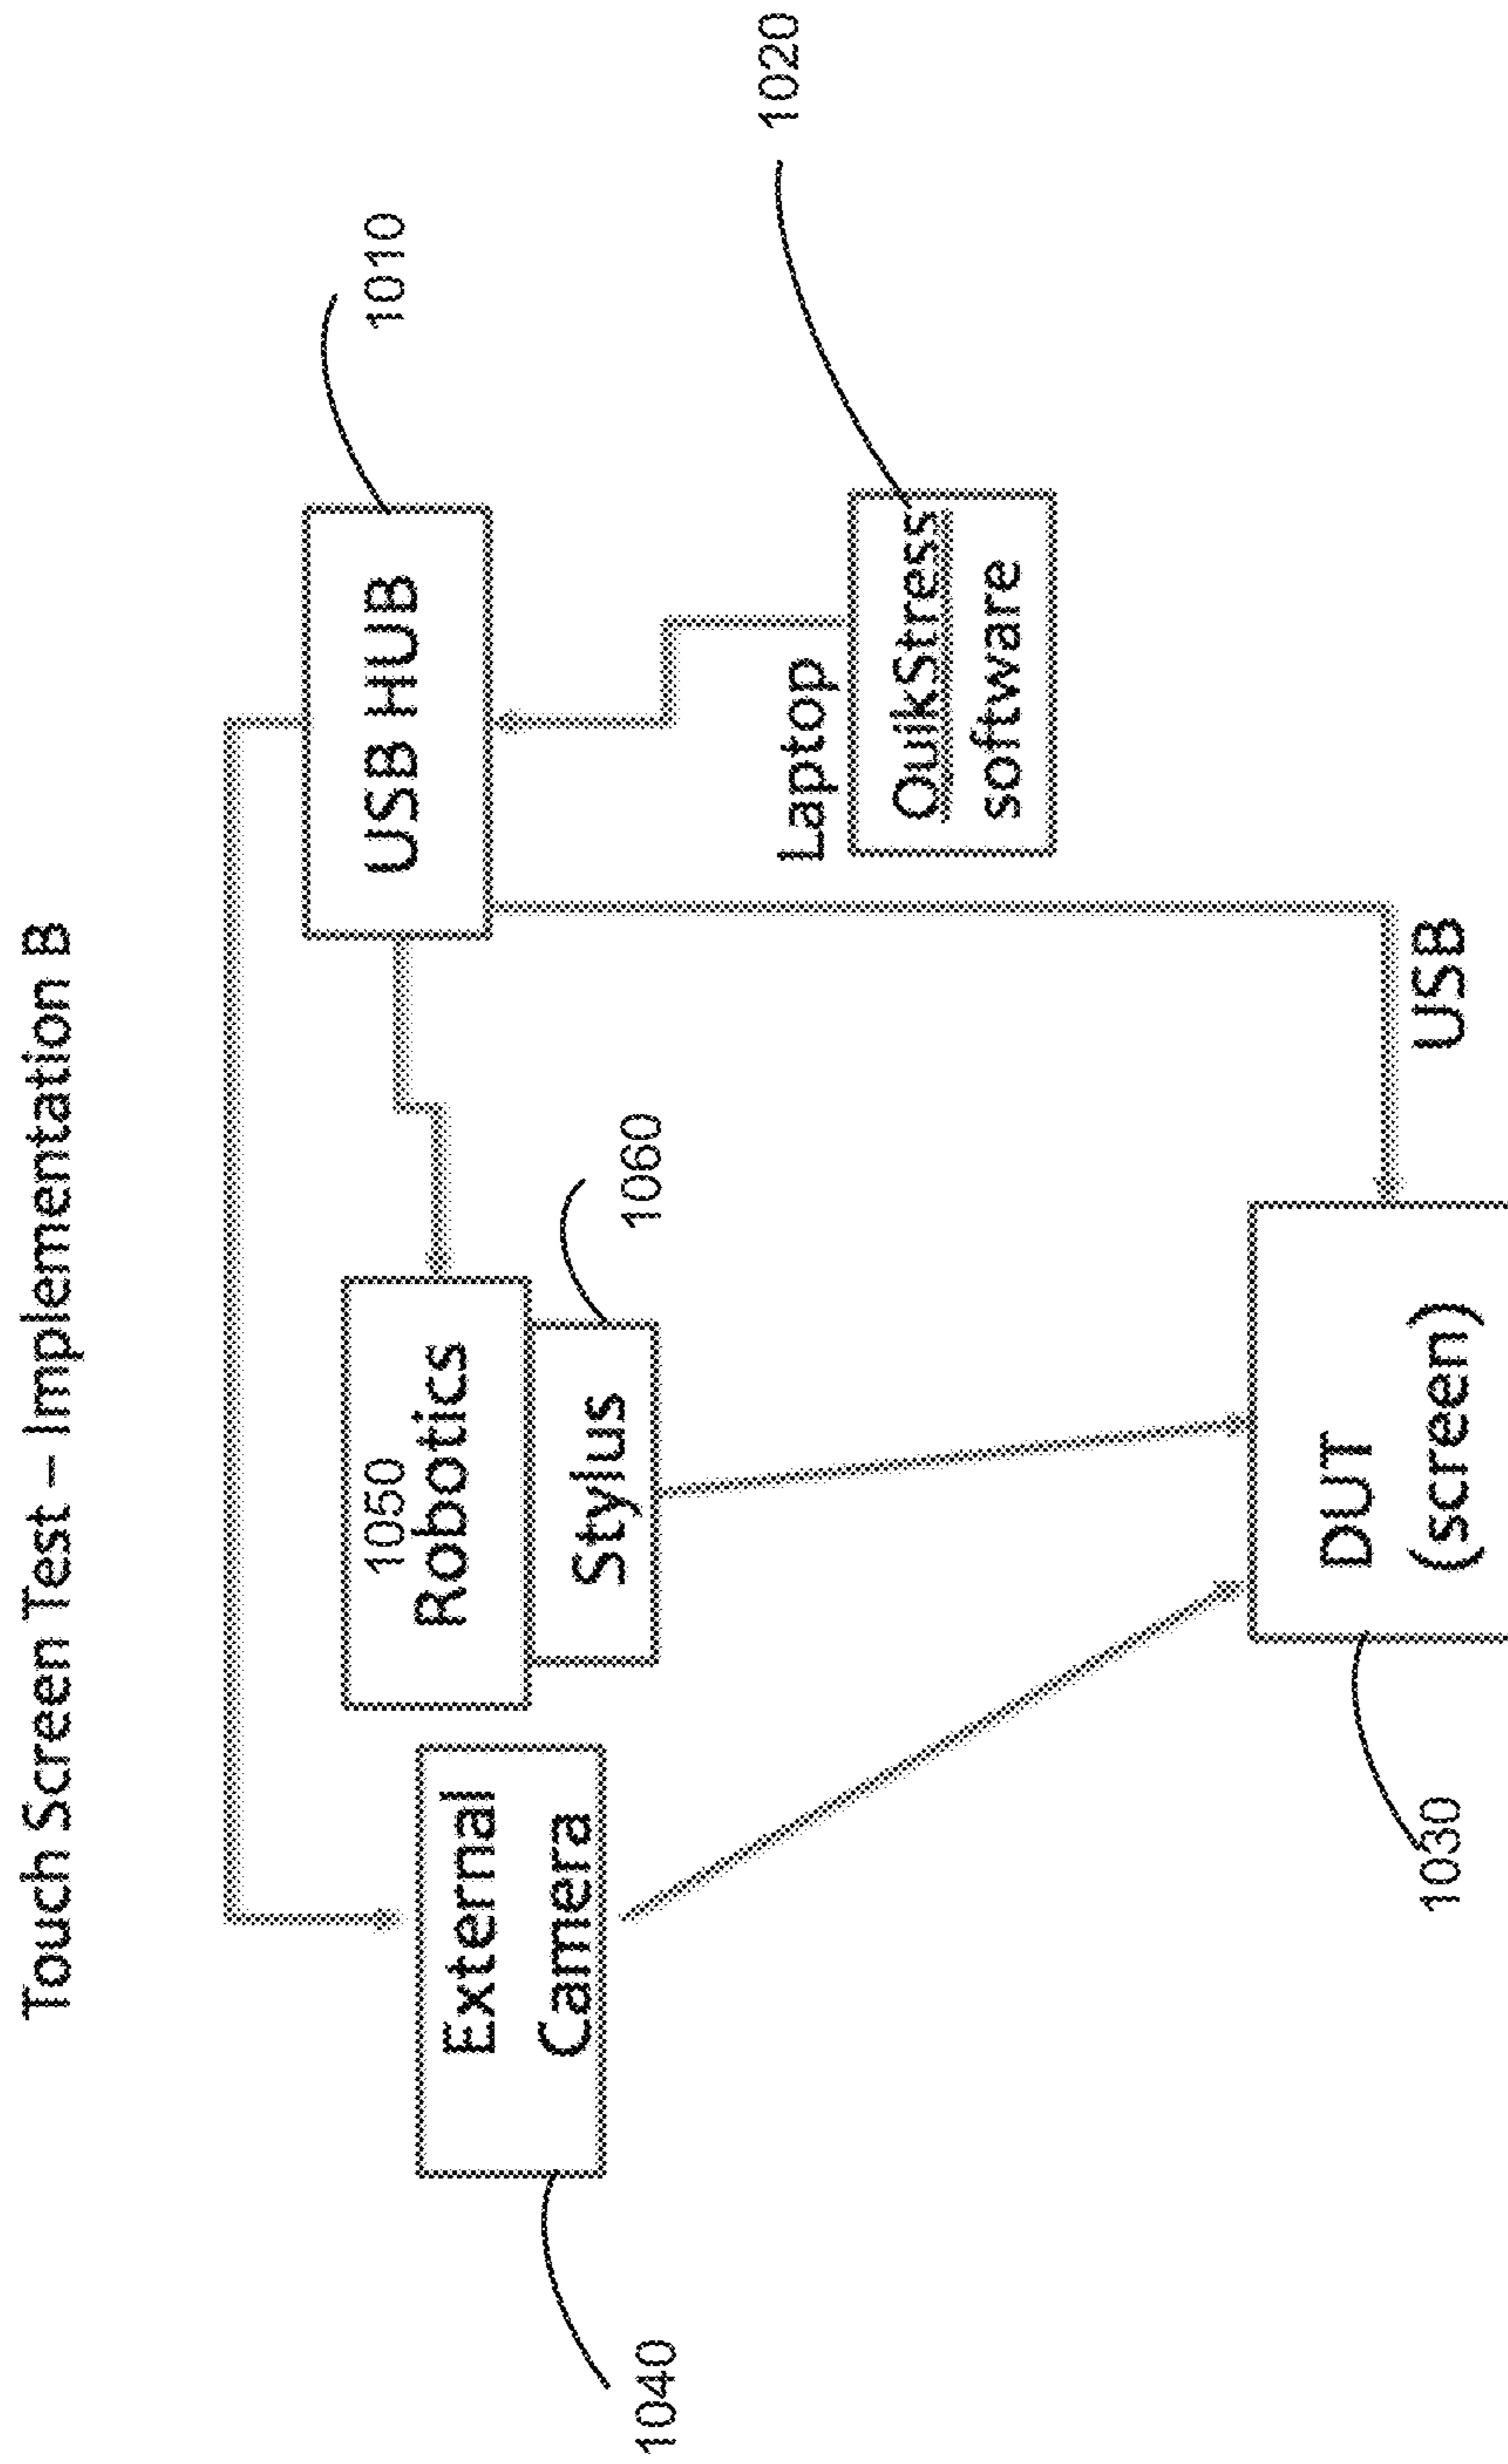 Touch Screen Test – Implementation B
USB HUB
1010
1050
Robotics
Stylus
1060
External
Camera
1040
Laptop
QuikStress
software
1020
DUT
(screen)
1030
USB